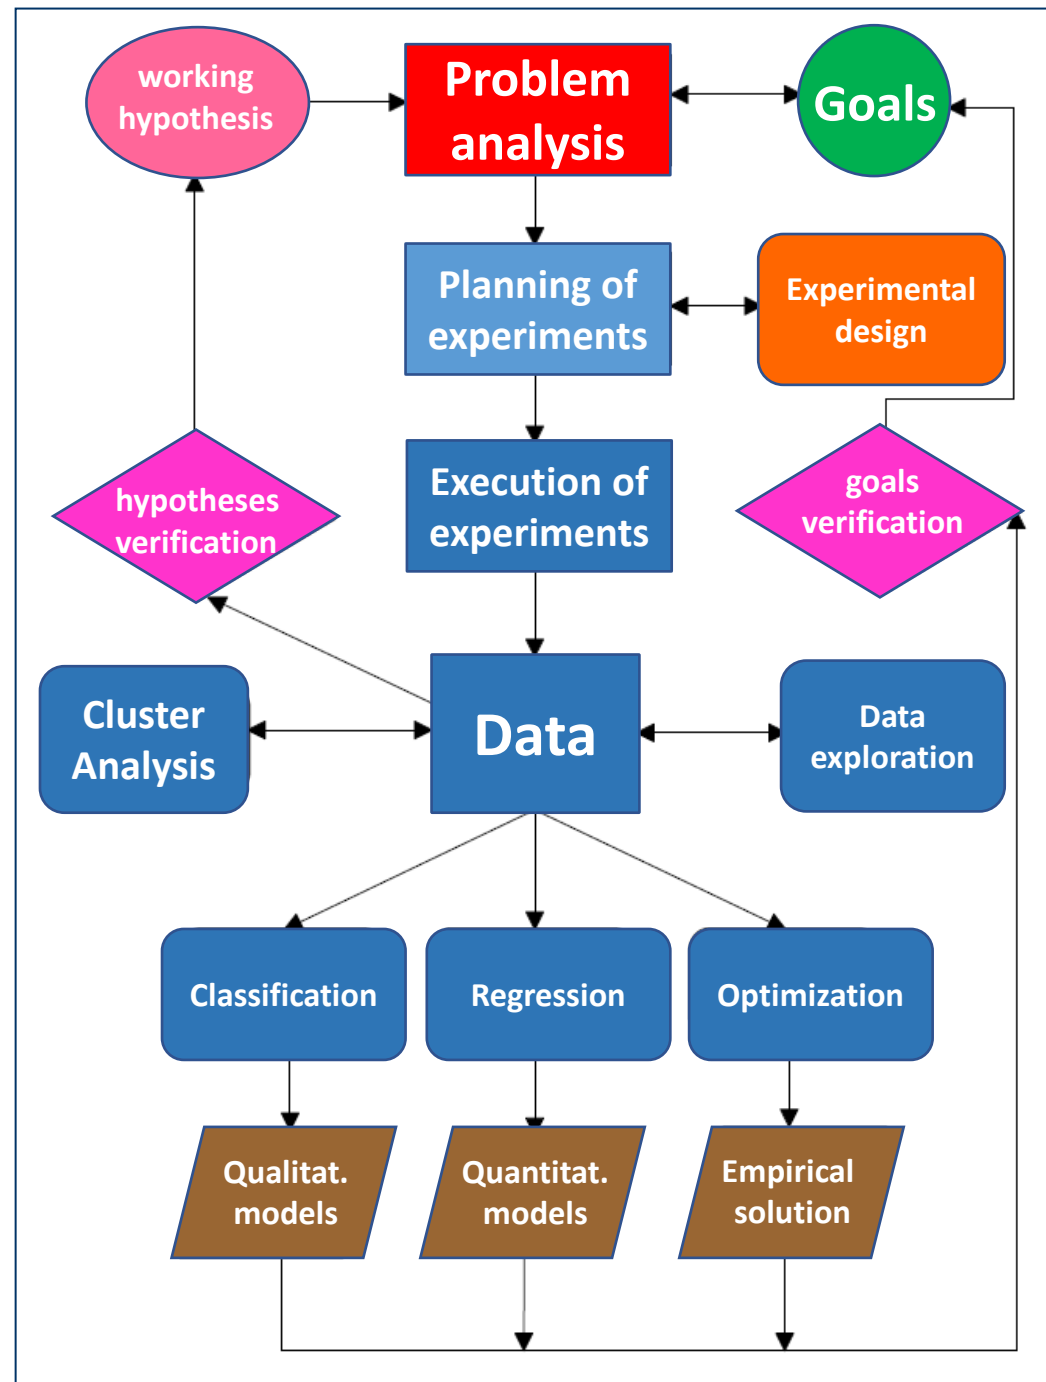 working
hypothesis
Problem
analysis
Goals
Planning of
experiments
Experimental
design
hypotheses
verification
Execution of
experiments
goals
verification
Cluster
Analysis
Data
Data
exploration
Classification
Regression
Optimization
Qualitat.
models
Quantitat.
models
Empirical
solution